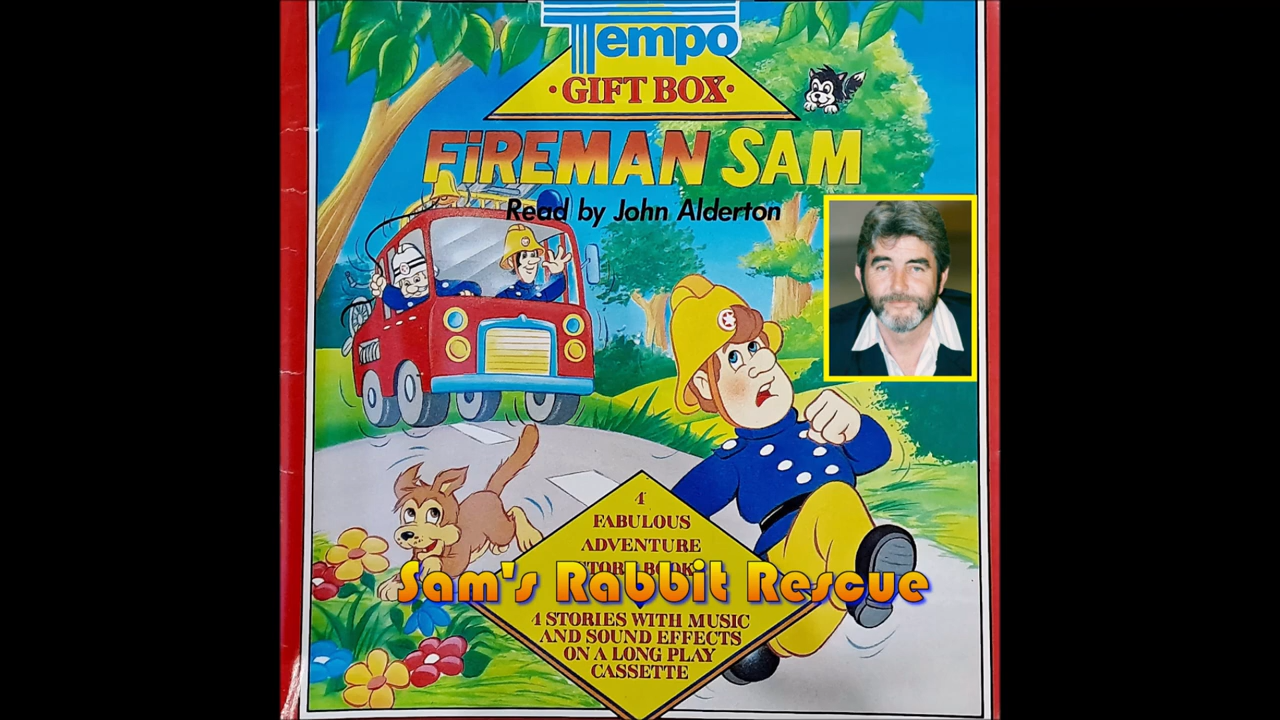 Tempo
·GIFT BOX·
FiREMAN SAM
Read by John Alderton
4
FABULOUS
ADVENTURE
Sam's Rabbit Rescue
4 STORIES WITH MUSIC
AND SOUND EFFECTS
ON A LONG PLAY
CASSETTE